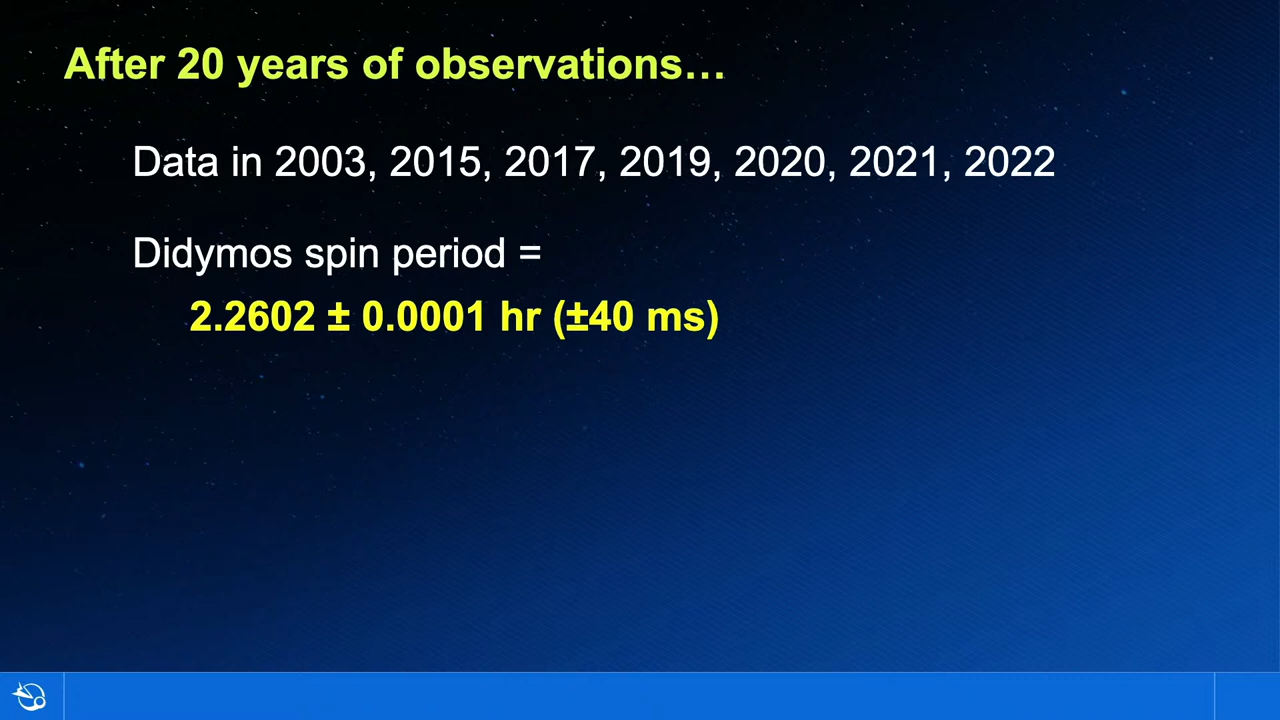 After 20 years of observations…
Data in 2003, 2015, 2017, 2019, 2020, 2021, 2022
Didymos spin period =
2.2602 ± 0.0001 hr (±40 ms)